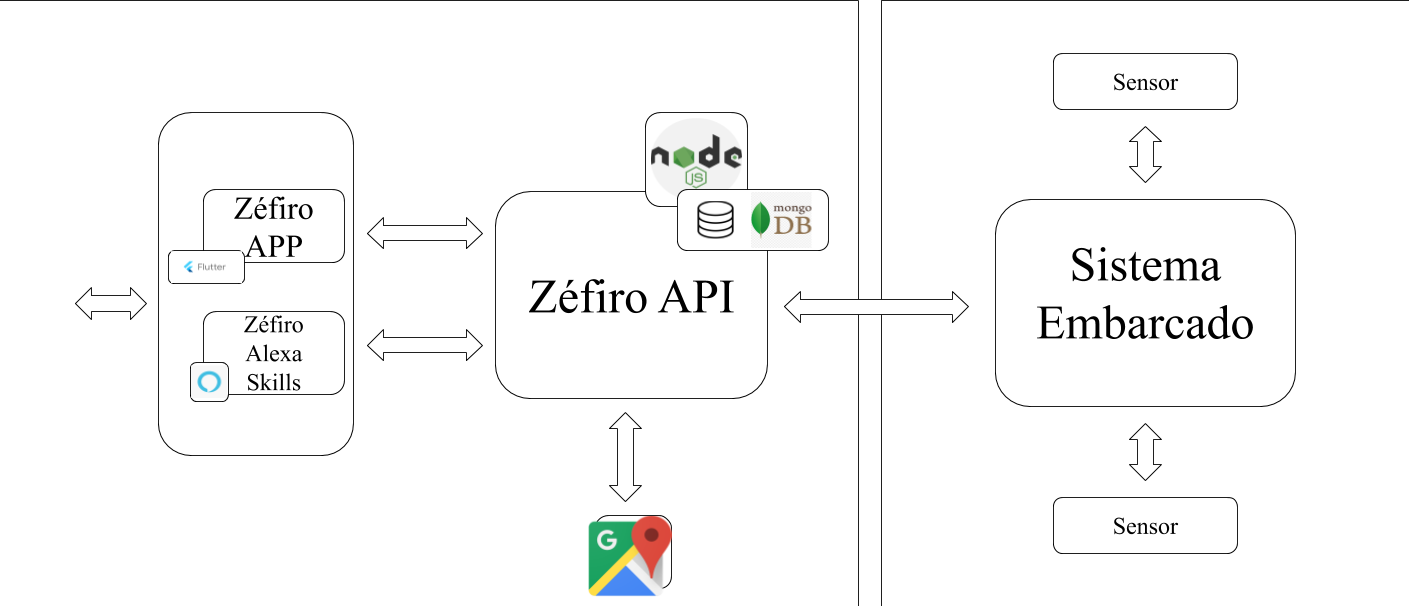 Sensor
node
JS
Zéfiro
APP
mongo
DB
Flutter
Zéfiro API
Sistema
Embarcado
Zéfiro
Alexa
Skills
G
Sensor